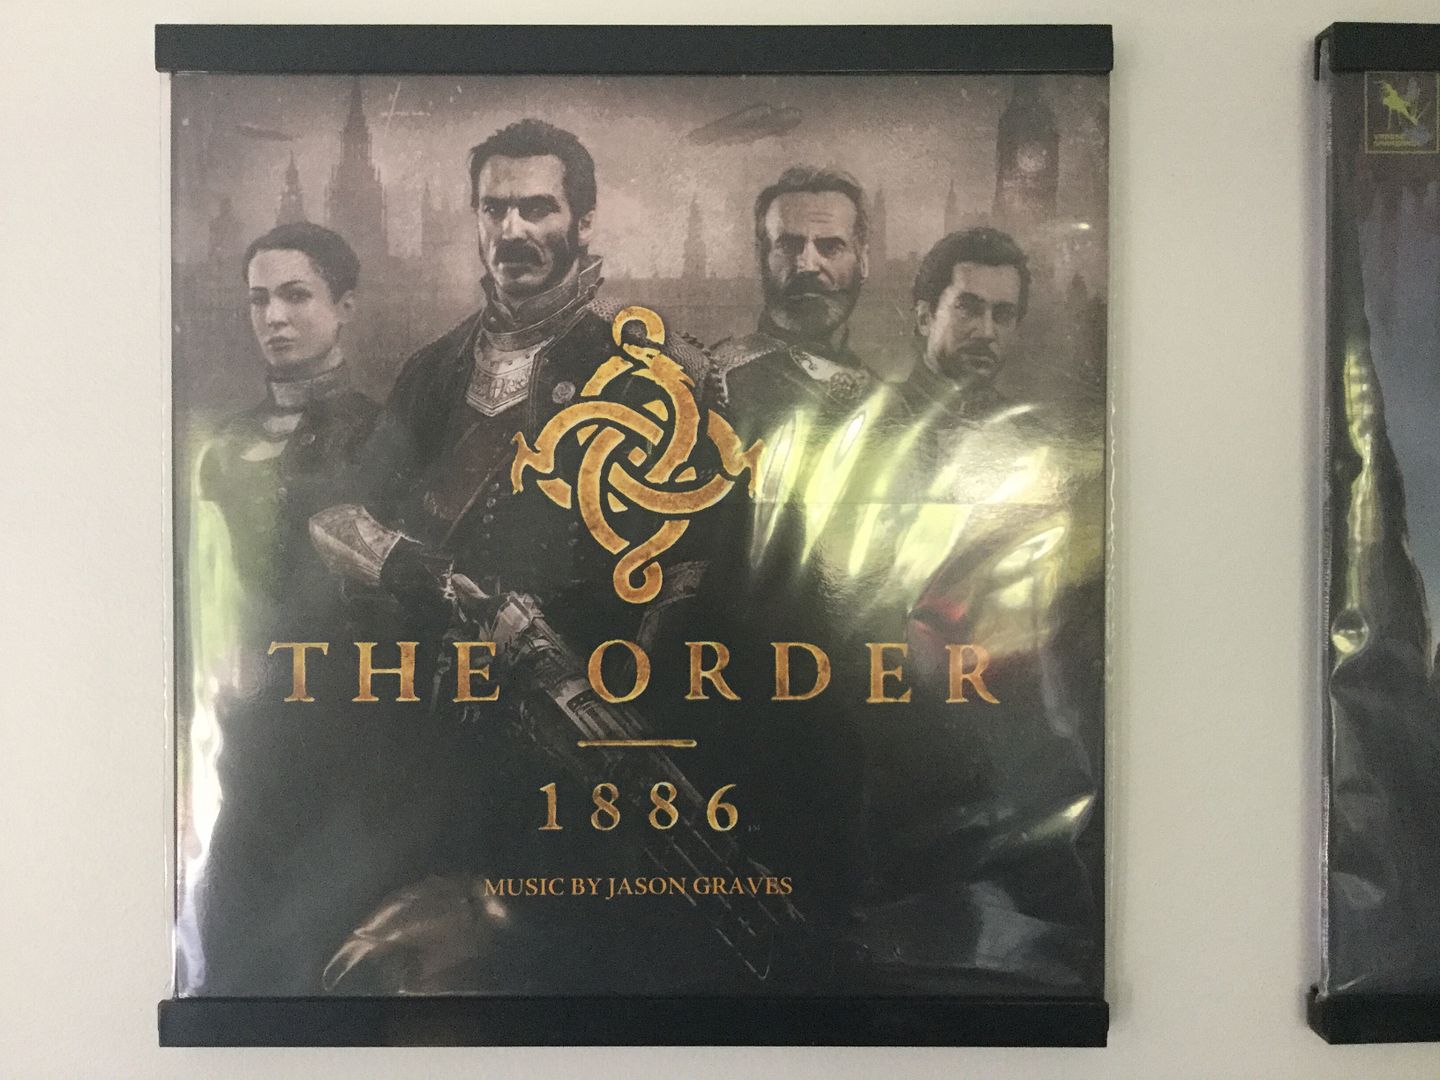 THE ORDER
1886
MUSIC BY JASON GRAVES